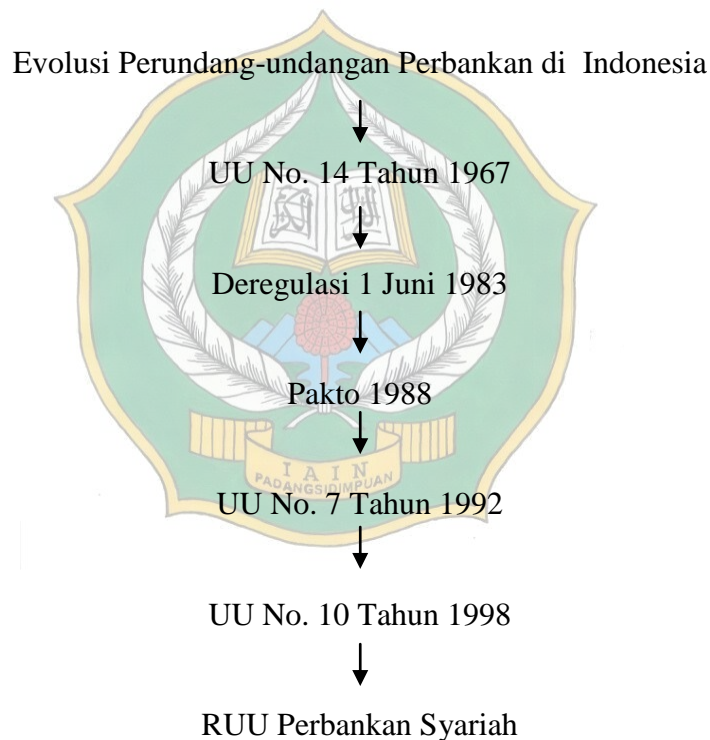 Evolusi Perundang-undangan Perbankan di Indonesia
UU No. 14 Tahun 1967
Deregulasi 1 Juni 1983
Pakto 1988
I A I N
PADANGSIDIMPUAN
UU No. 7 Tahun 1992
UU No. 10 Tahun 1998
RUU Perbankan Syariah